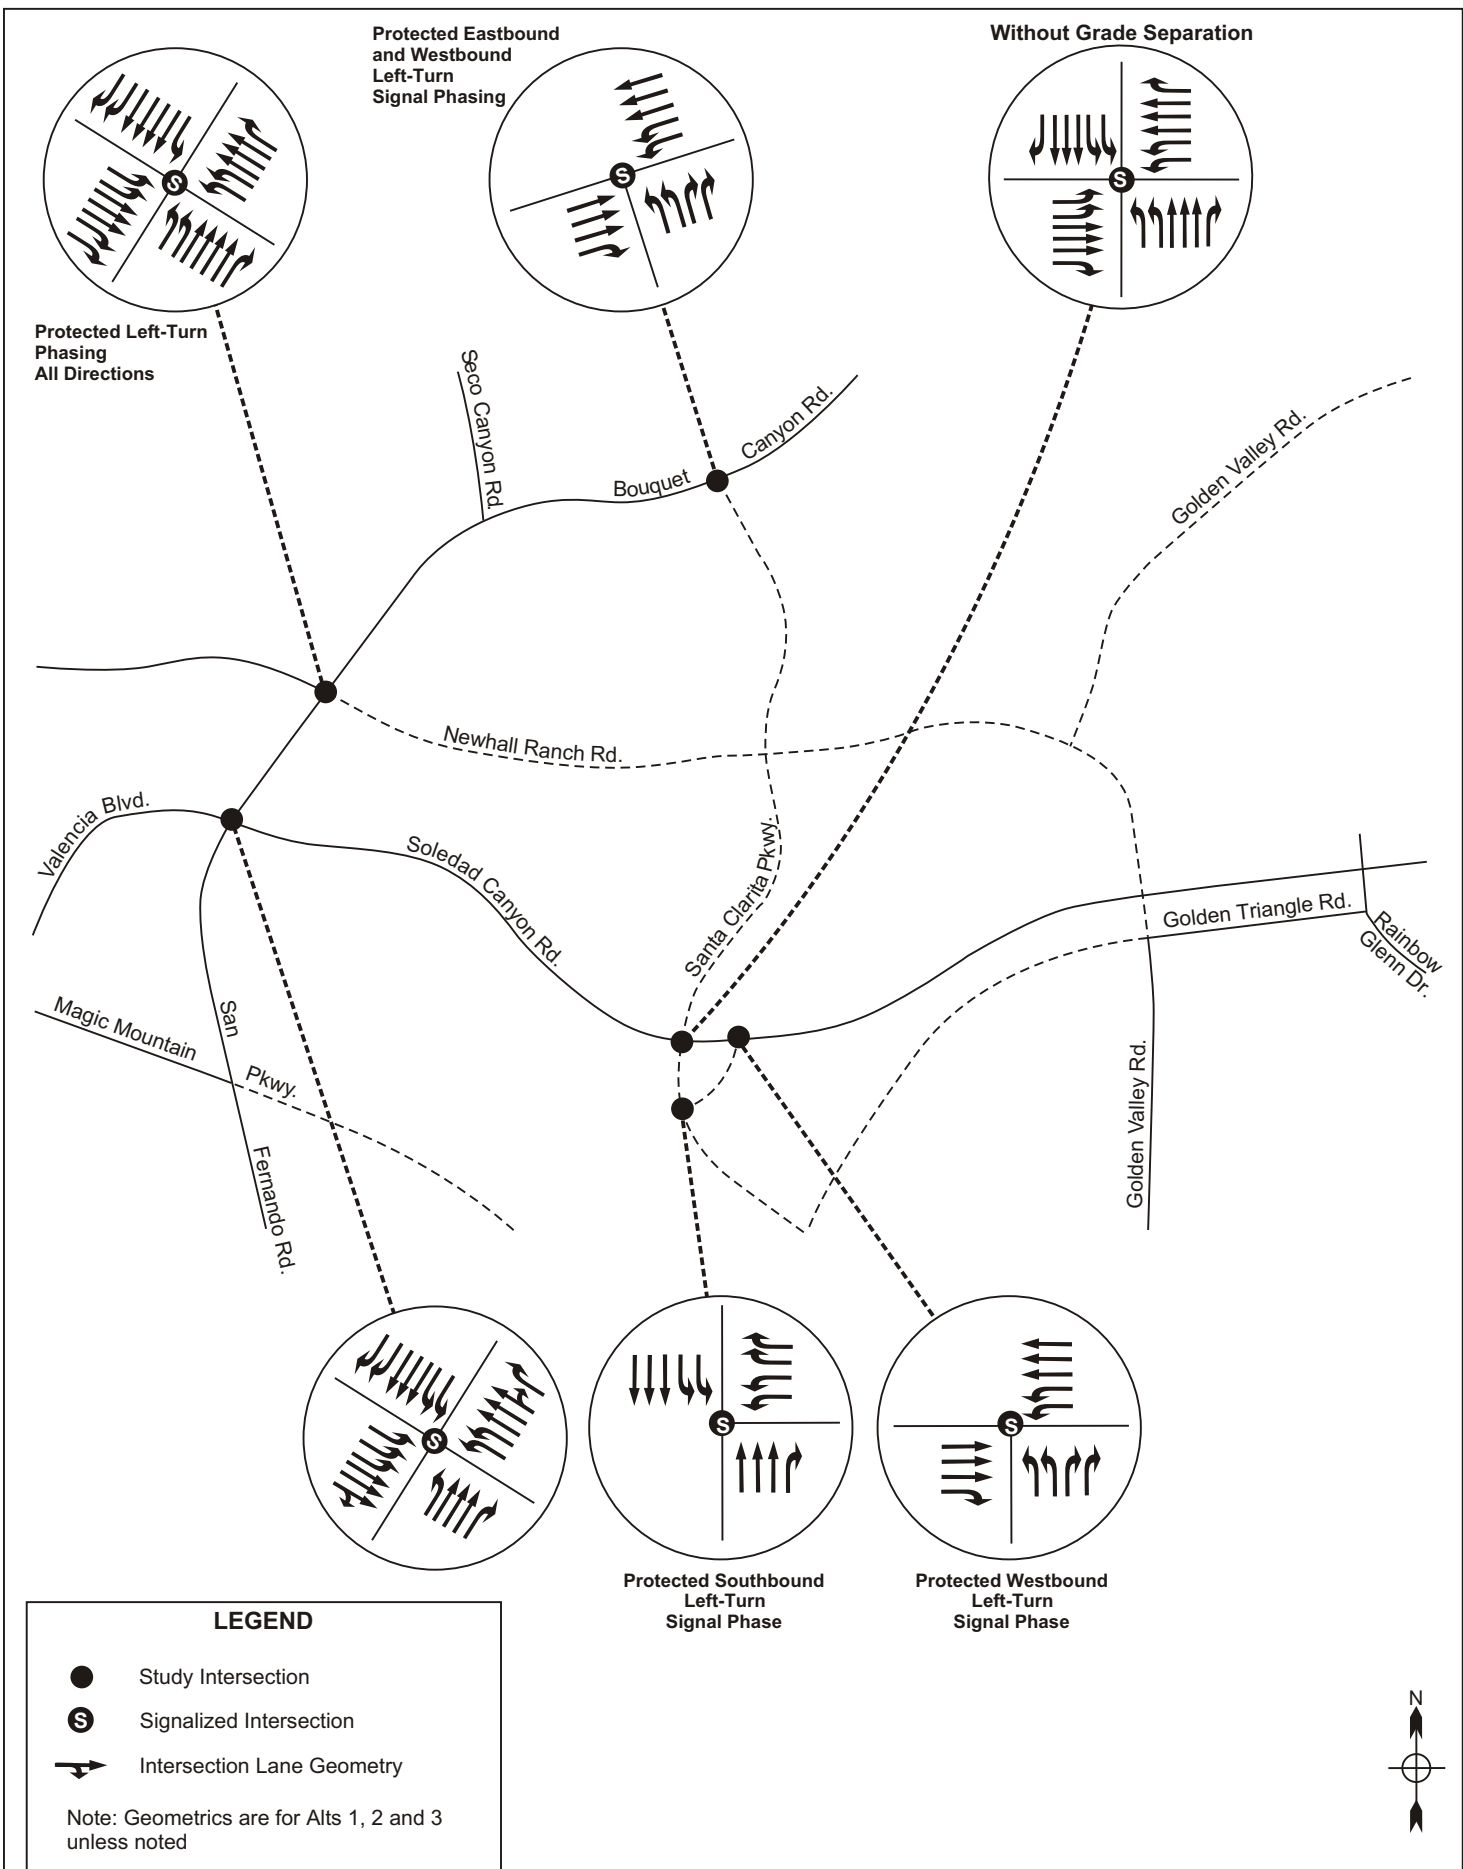 Protected Eastbound
and Westbound
Left-Turn
Signal Phasing
Without Grade Separation
S
S
S
Protected Left-Turn
Phasing
All Directions
Seco Canyon Rd.
Bouquet
Canyon Rd.
Golden Valley Rd.
Newhall Ranch Rd.
Valencia Blvd.
Soledad Canyon Rd.
Santa Clarita Pkwy.
Golden Triangle Rd.
Rainbow
Glenn Dr.
San
Fernando Rd.
Magic Mountain
Pkwy.
Golden Valley Rd.
S
S
S
Protected Southbound
Left-Turn
Signal Phase
Protected Westbound
Left-Turn
Signal Phase
LEGEND
Study Intersection
S Signalized Intersection
Intersection Lane Geometry
Note: Geometrics are for Alts 1, 2 and 3
unless noted
N